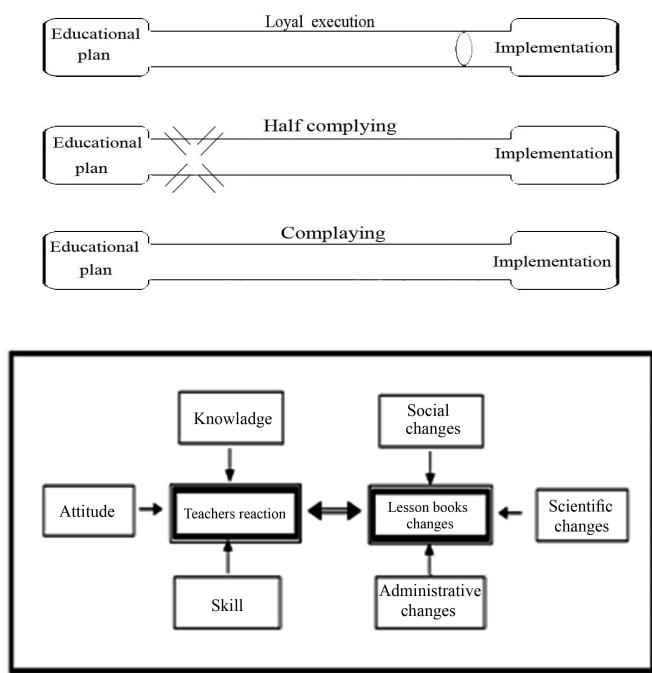 Loyal execution
Educational
plan
Implementation
Half complying
Educational
plan
Implementation
Complaying
Educational
plan
Implementation
Knowladge
Social
changes
Attitude
Teachers reaction
Lesson books
changes
Scientific
changes
Skill
Administrative
changes